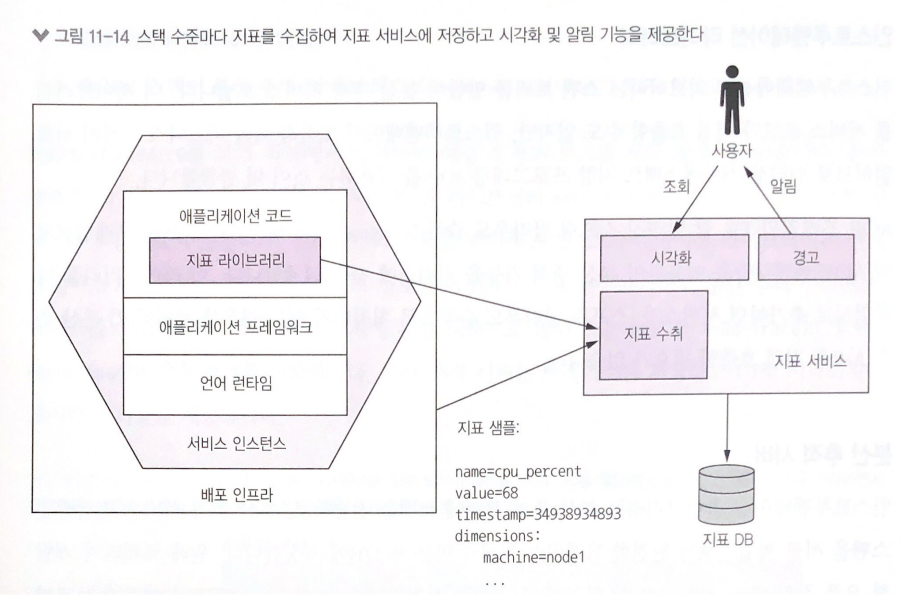 그림 11-14 스택 수준마다 지표를 수집하여 지표 서비스에 저장하고 시각화 및 알림 기능을 제공한다
사용자
조회
알림
애플리케이션 코드
지표 라이브러리
애플리케이션 프레임워크
언어 런타임
서비스 인스턴스
배포 인프라
시각화
경고
지표 수취
지표 서비스
지표 샘플:
name=cpu_percent
value=68
timestamp=34938934893
dimensions:
machine=node1
...
지표 DB